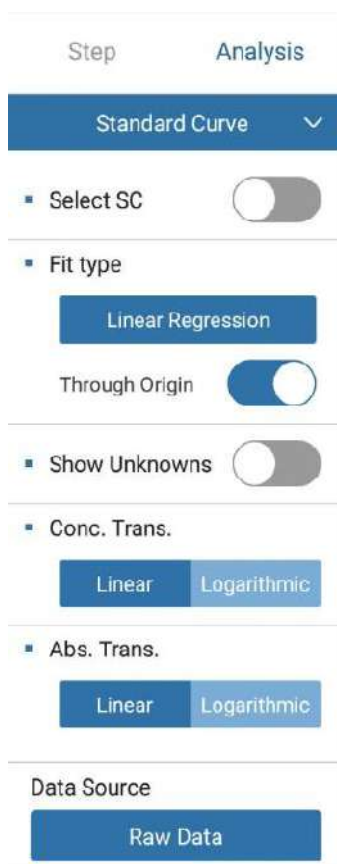 Step Analysis
Standard Curve
Select SC
Fit type
Linear Regression
Through Origin
Show Unknowns
Conc. Trans.
Linear Logarithmic
Abs. Trans.
Linear Logarithmic
Data Source
Raw Data